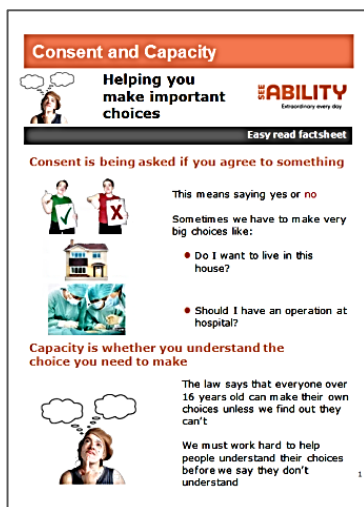 Consent and Capacity
Helping you
make important
choices
SEE ABILITY
Extraordinary every day
Easy read factsheet
Consent is being asked if you agree to something
This means saying yes or no
Sometimes we have to make very
big choices like:
Do I want to live in this
house?
Should I have an operation at
hospital?
Capacity is whether you understand the
choice you need to make
The law says that everyone over
16 years old can make their own
choices unless we find out they
can't
We must work hard to help
people understand their choices
before we say they don't
understand
1